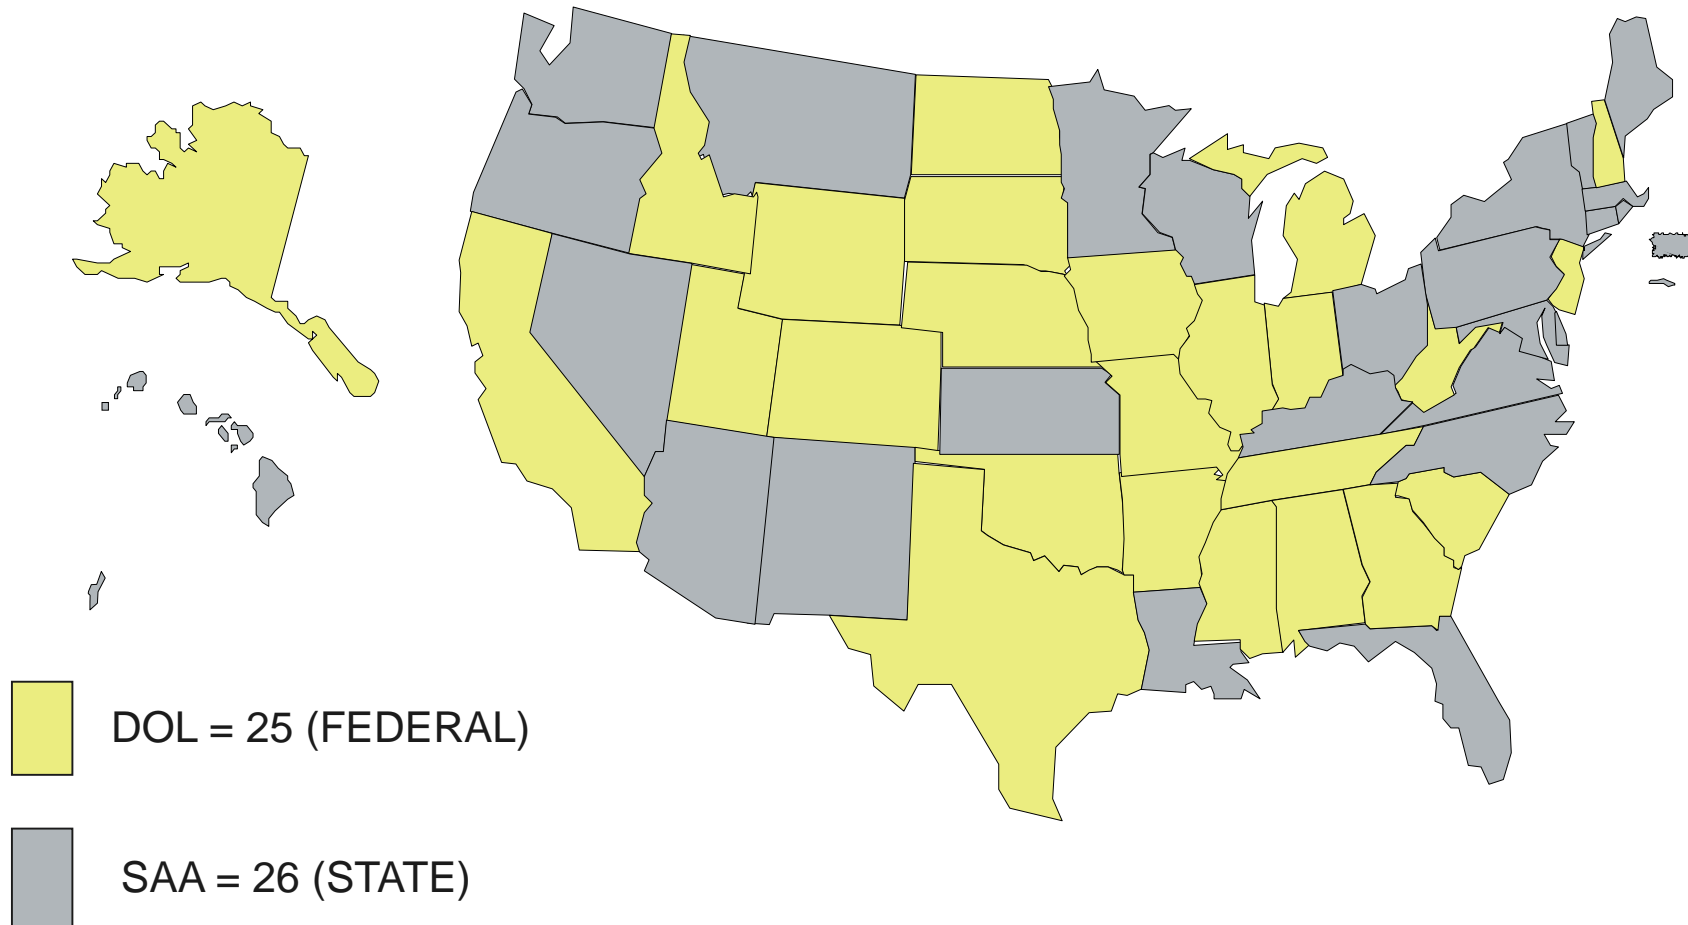 DOL = 25 (FEDERAL)
SAA = 26 (STATE)